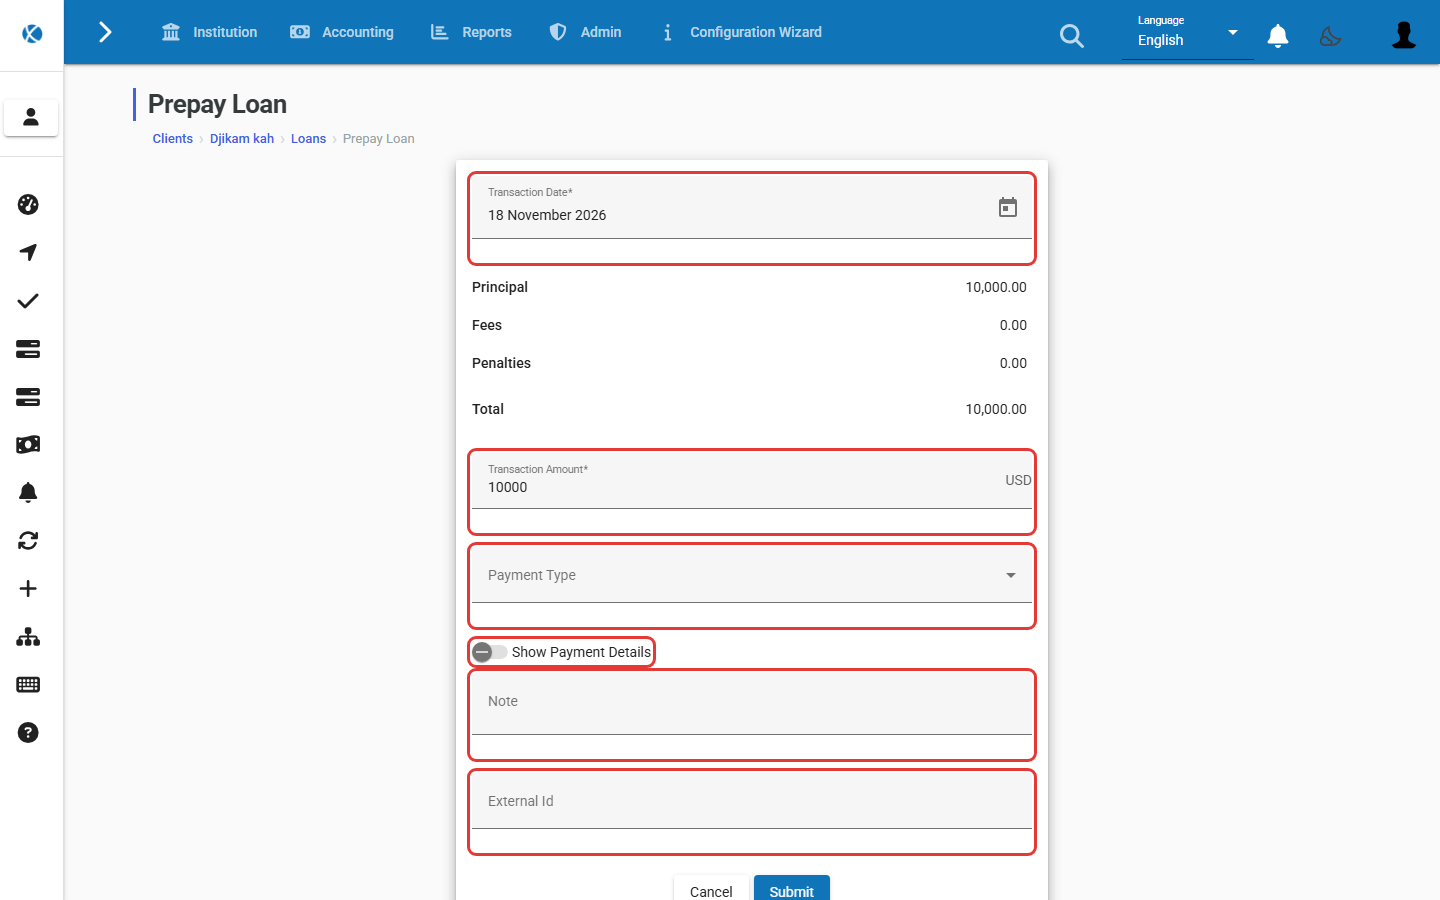 Institution
Accounting
Reports
Admin
Configuration Wizard
Language
English
Prepay Loan
Clients › Djikam kah › Loans › Prepay Loan
Transaction Date*
18 November 2026
Principal 10,000.00
Fees 0.00
Penalties 0.00
Total 10,000.00
Transaction Amount*
10000 USD
Payment Type
Show Payment Details
Note
External Id
Cancel Submit